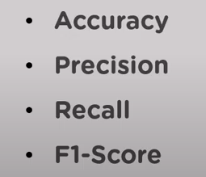 • Accuracy
• Precision
• Recall
• F1-Score